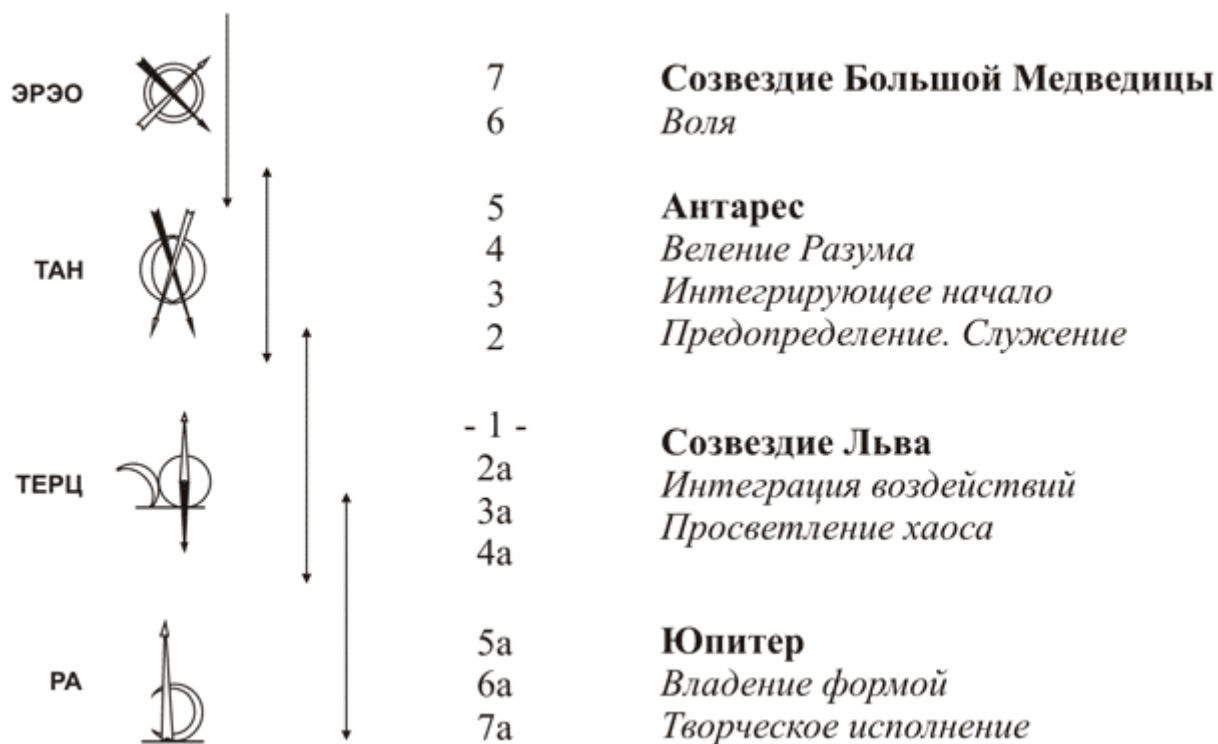 ЭРЭО
7 Созвездие Большой Медведицы
6 Воля
ТАН
5 Антарес
4 Веление Разума
3 Интегрирующее начало
2 Предопределение. Служение
ТЕРЦ
- 1 -
Созвездие Льва
2а Интеграция воздействий
3а Просветление хаоса
4а
РА
5а Юпитер
6а Владение формой
7а Творческое исполнение